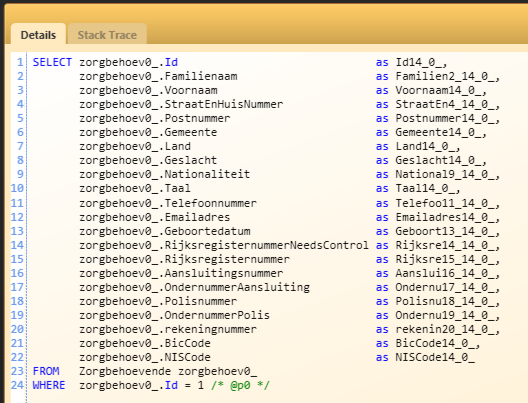 Details Stack Trace
1 SELECT zorgbehoev0_.Id as Id14_0_,
2 zorgbehoev0_.Familienaam as Familien2_14_0_,
3 zorgbehoev0_.Voornaam as Voornaam14_0_,
4 zorgbehoev0_.StraatEnHuisNummer as StraatEn4_14_0_,
5 zorgbehoev0_.Postnummer as Postnummer14_0_,
6 zorgbehoev0_.Gemeente as Gemeente14_0_,
7 zorgbehoev0_.Land as Land14_0_,
8 zorgbehoev0_.Geslacht as Geslacht14_0_,
9 zorgbehoev0_.Nationaliteit as National9_14_0_,
10 zorgbehoev0_.Taal as Taal14_0_,
11 zorgbehoev0_.Telefoonnummer as Telefoo11_14_0_,
12 zorgbehoev0_.Emailadres as Emailadres14_0_,
13 zorgbehoev0_.Geboortedatum as Geboort13_14_0_,
14 zorgbehoev0_.RijksregisternummerNeedsControl as Rijksre14_14_0_,
15 zorgbehoev0_.Rijksregisternummer as Rijksre15_14_0_,
16 zorgbehoev0_.Aansluitingsnummer as Aanslui16_14_0_,
17 zorgbehoev0_.OndernummerAansluiting as Ondernu17_14_0_,
18 zorgbehoev0_.Polisnummer as Polisnu18_14_0_,
19 zorgbehoev0_.OndernummerPolis as Ondernu19_14_0_,
20 zorgbehoev0_.rekeningnummer as rekenin20_14_0_,
21 zorgbehoev0_.BicCode as BicCode14_0_,
22 zorgbehoev0_.NISCode as NISCode14_0_
23 FROM Zorgbehoevende zorgbehoev0_
24 WHERE zorgbehoev0_.Id = 1 /* @p0 */